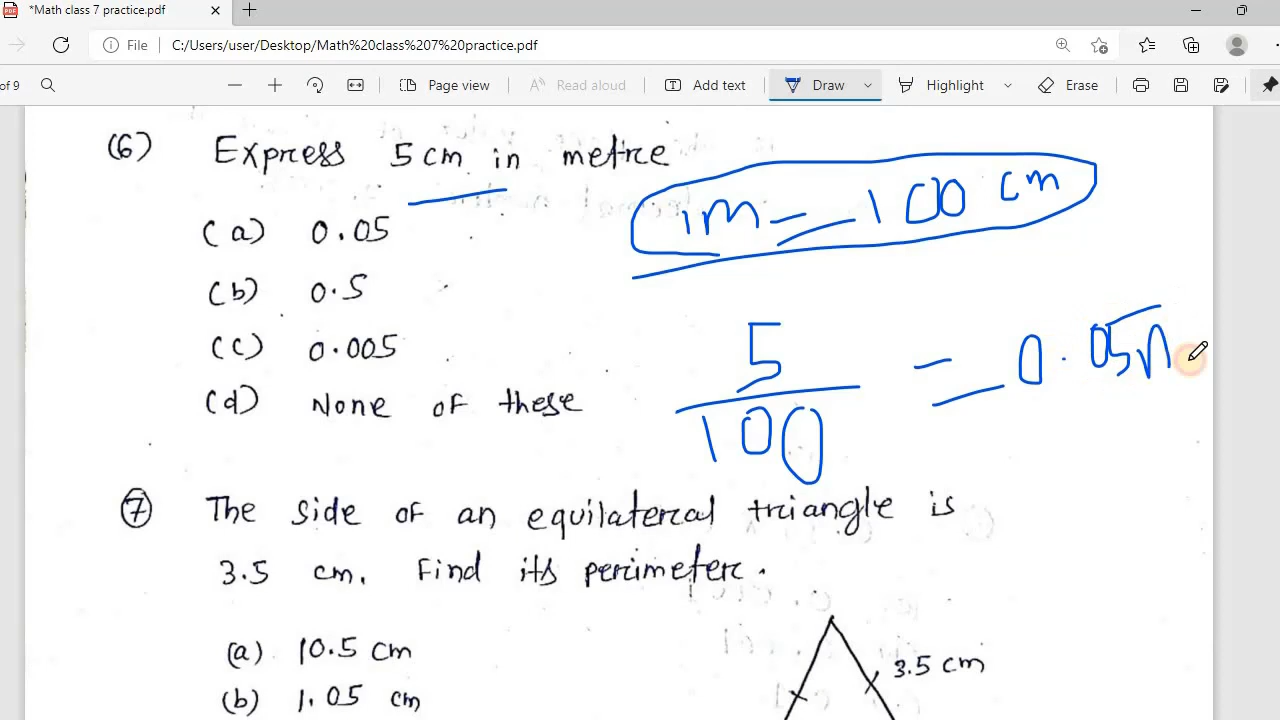 *Math class 7 practice.pdf
File C:/Users/user/Desktop/Math%20class%207%20practice.pdf
of 9 Page view Read aloud Add text Draw Highlight Erase
(6) Express 5 cm in metre
1m = 100 cm
(a) 0.05
(b) 0.5
(c) 0.005
(d) None of these
5/100 = 0.05m
(7) The side of an equilateral triangle is
3.5 cm. Find its perimeter.
(a) 10.5 cm
3.5 cm
(b) 1.05 cm